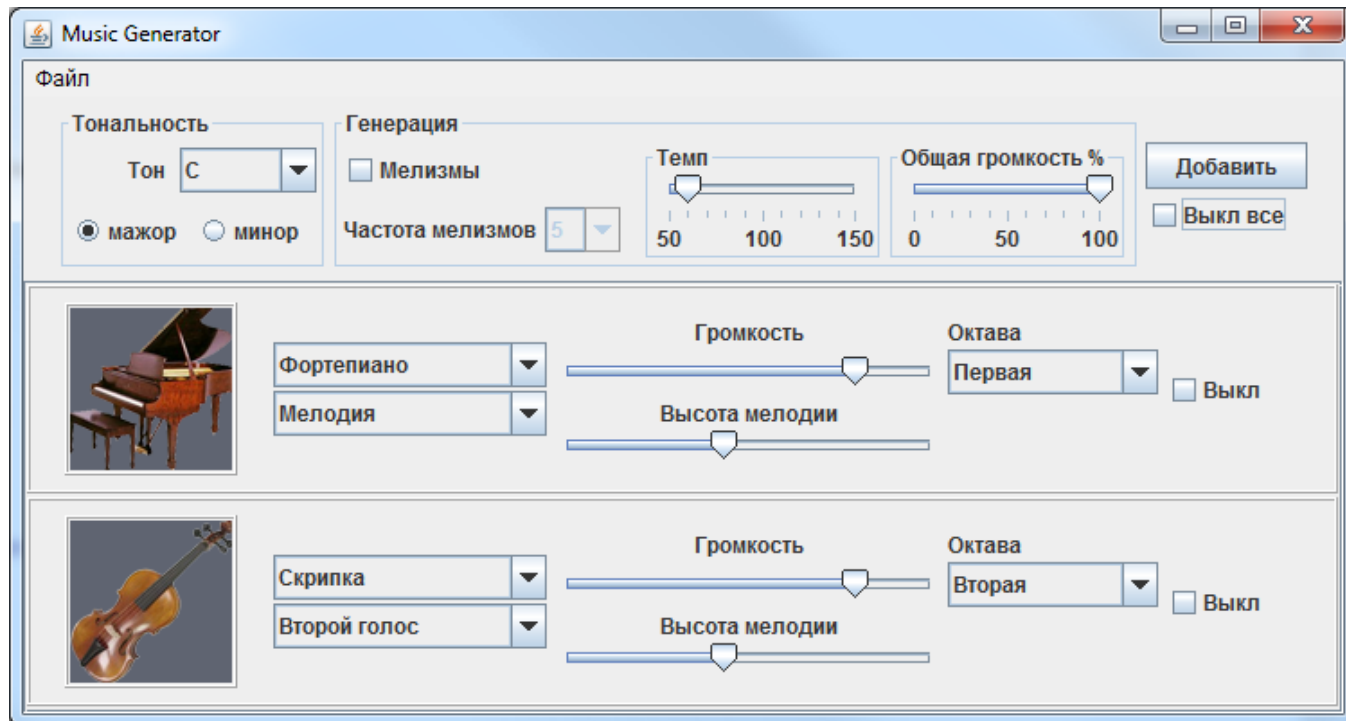 Music Generator
Файл
Тональность
Тон C
мажор минор
Генерация
Мелизмы
Частота мелизмов 5
Темп
50 100 150
Общая громкость %
0 50 100
Добавить
Выкл все
Фортепиано
Мелодия
Громкость
Высота мелодии
Октава
Первая
Выкл
Скрипка
Второй голос
Громкость
Высота мелодии
Октава
Вторая
Выкл